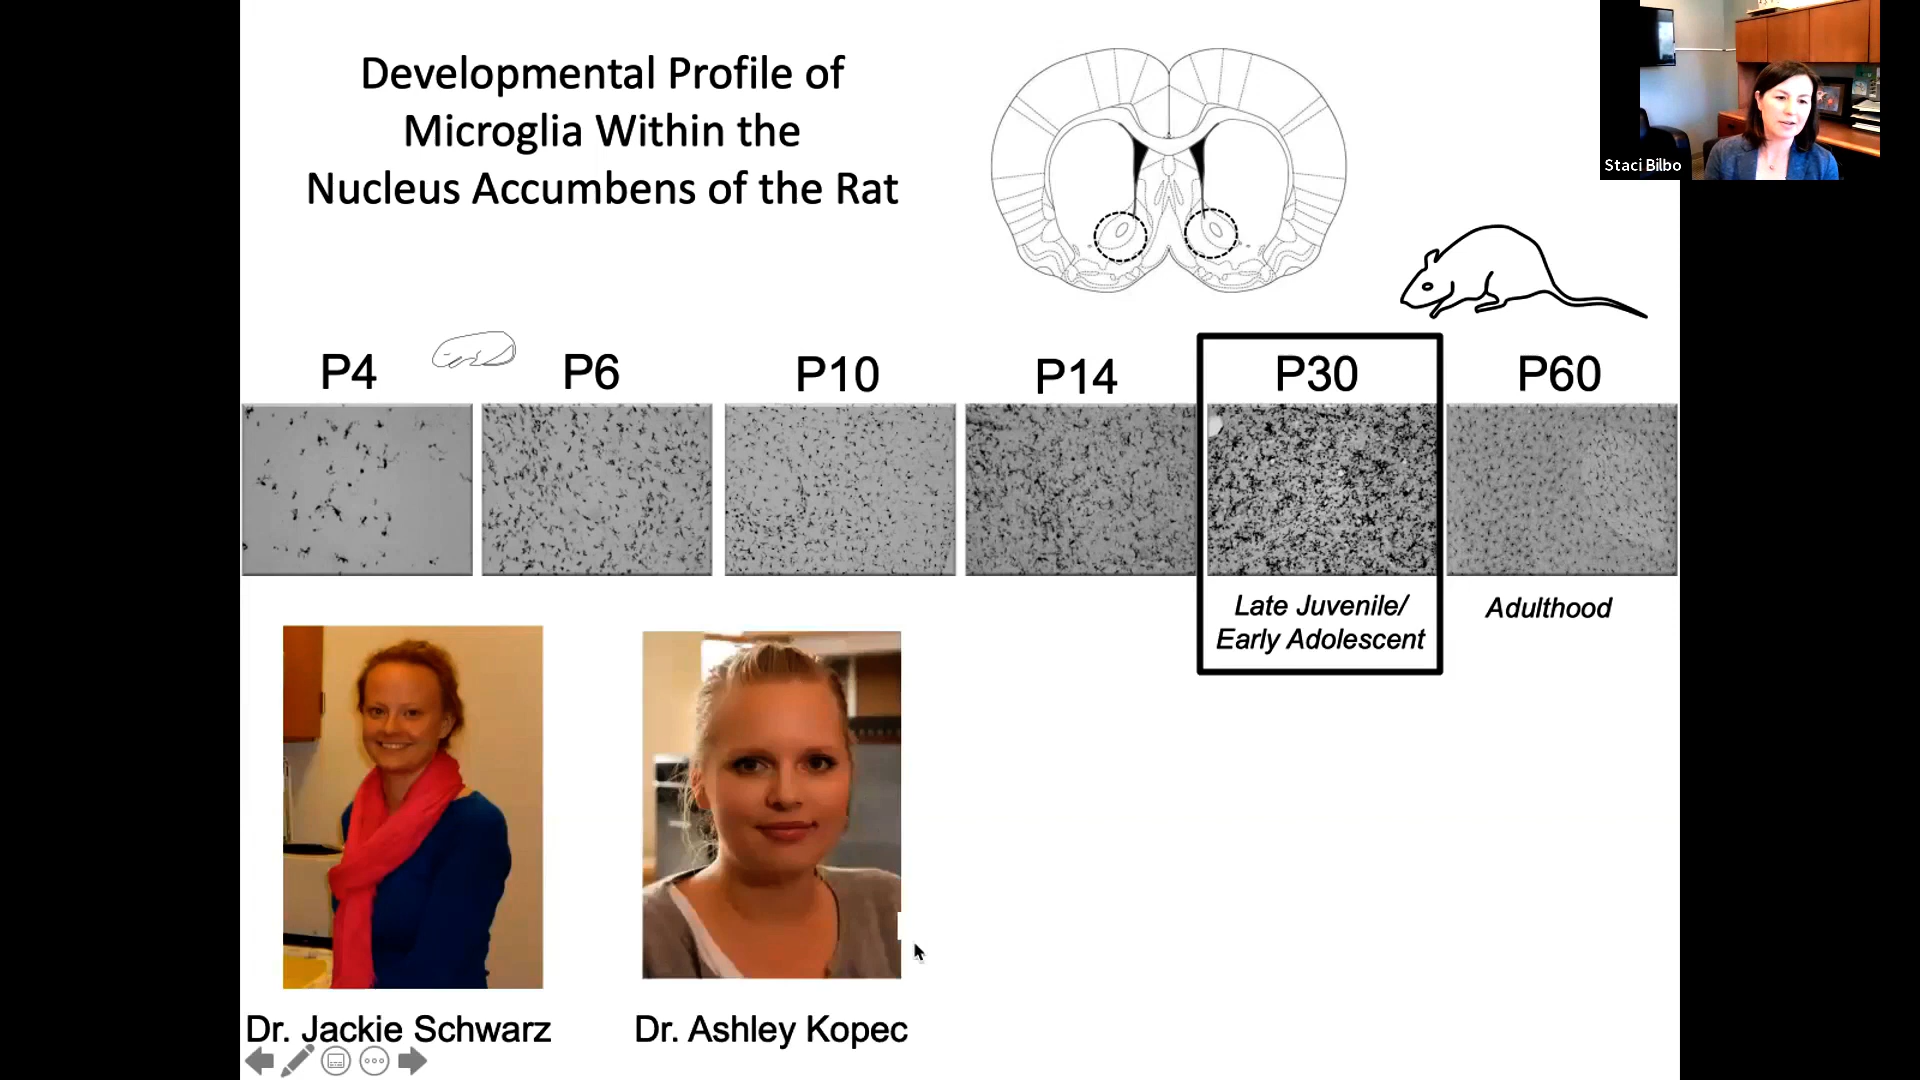 Developmental Profile of
Microglia Within the
Nucleus Accumbens of the Rat
Staci Bilbo
P4
P6
P10
P14
P30
P60
Late Juvenile/
Early Adolescent
Adulthood
Dr. Jackie Schwarz
Dr. Ashley Kopec